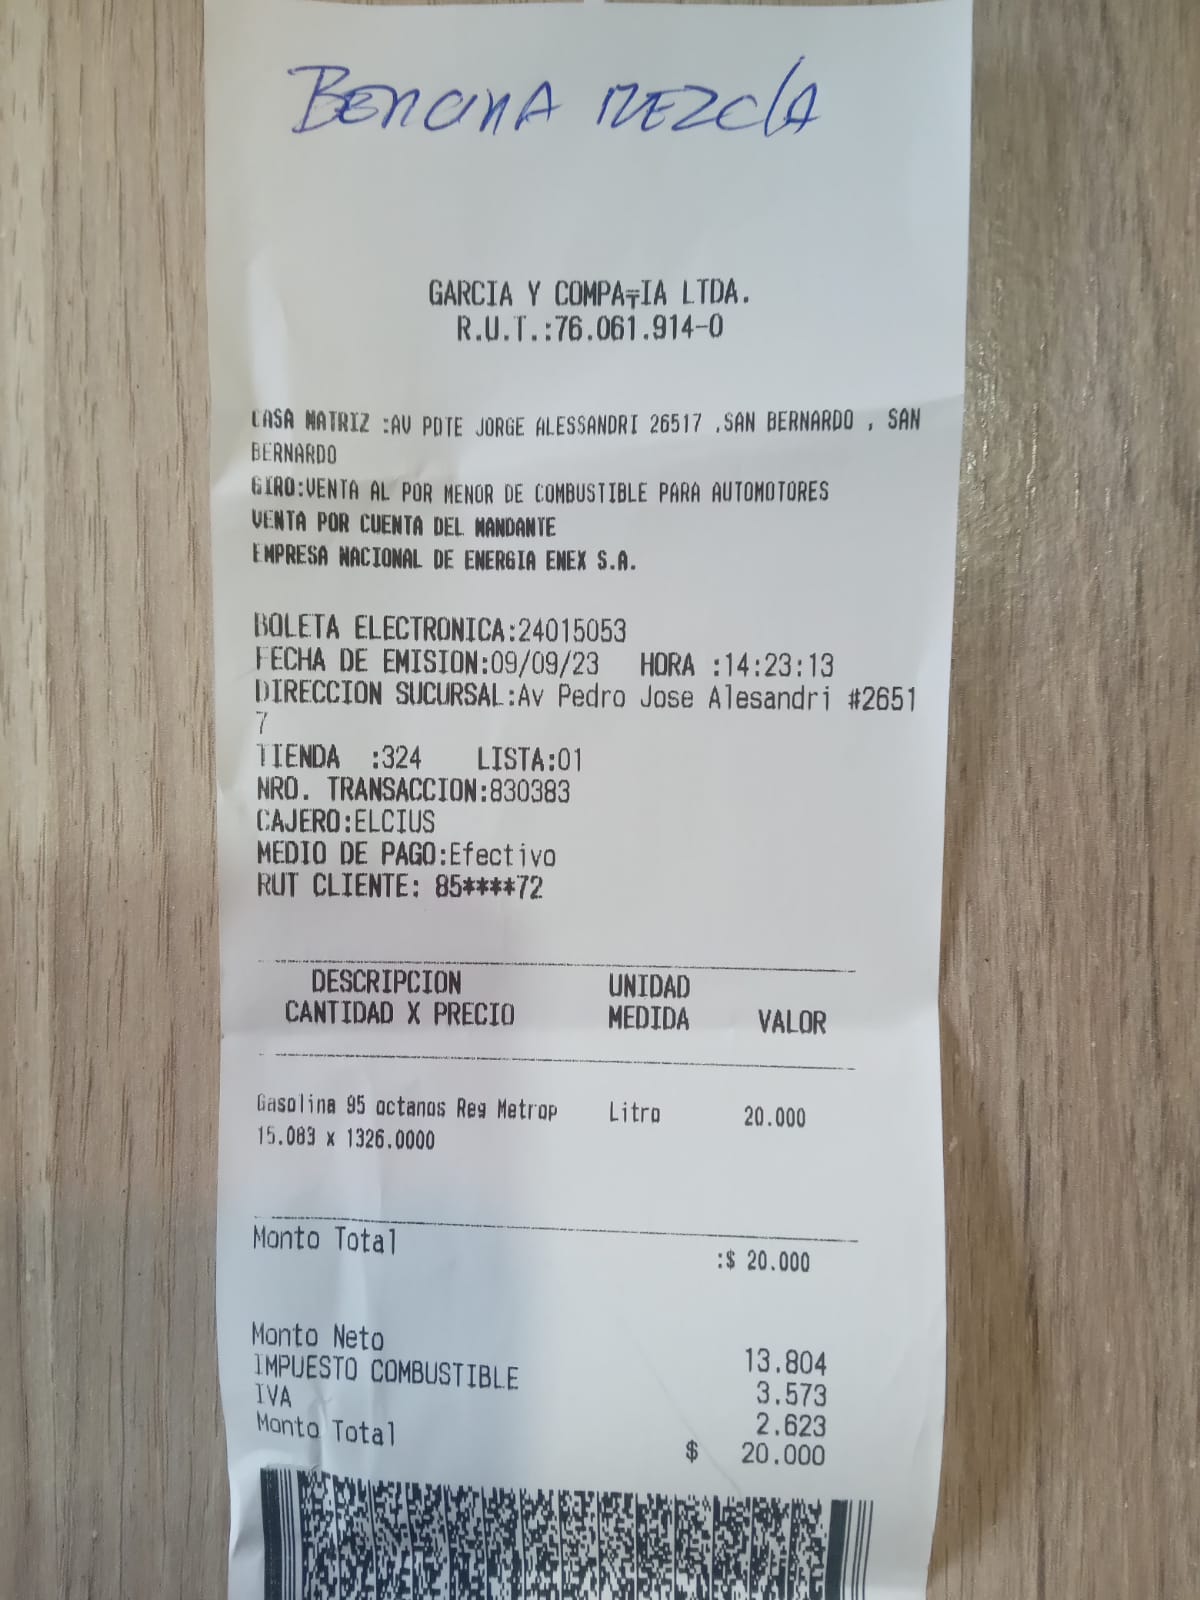 BENCINA MEZCLA
GARCIA Y COMPA╤IA LTDA.
R.U.T.:76.061.914-0
CASA MATRIZ :AV PDTE JORGE ALESSANDRI 26517 ,SAN BERNARDO , SAN
BERNARDO
GIRO:VENTA AL POR MENOR DE COMBUSTIBLE PARA AUTOMOTORES
VENTA POR CUENTA DEL MANDANTE
EMPRESA NACIONAL DE ENERGIA ENEX S.A.
BOLETA ELECTRONICA:24015053
FECHA DE EMISION:09/09/23 HORA :14:23:13
DIRECCION SUCURSAL:Av Pedro Jose Alesandri #2651
7
TIENDA :324 LISTA:01
NRO. TRANSACCION:830383
CAJERO:ELCIUS
MEDIO DE PAGO:Efectivo
RUT CLIENTE: 85****72
DESCRIPCION UNIDAD
CANTIDAD X PRECIO MEDIDA VALOR
Gasolina 95 octanos Reg Metrop Litro 20.000
15.083 x 1326.0000
Monto Total :$ 20.000
Monto Neto 13.804
IMPUESTO COMBUSTIBLE 3.573
IVA 2.623
Monto Total $ 20.000